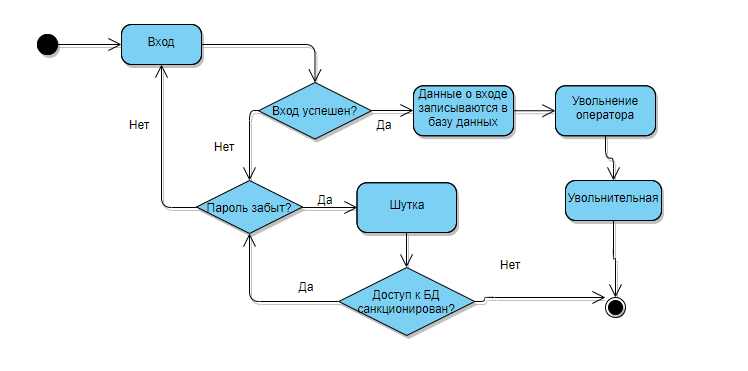 Вход
Вход успешен?
Да
Данные о входе
записываются в
базу данных
Увольнение
оператора
Нет
Нет
Пароль забыт?
Да
Шутка
Увольнительная
Да
Доступ к БД
санкционирован?
Нет